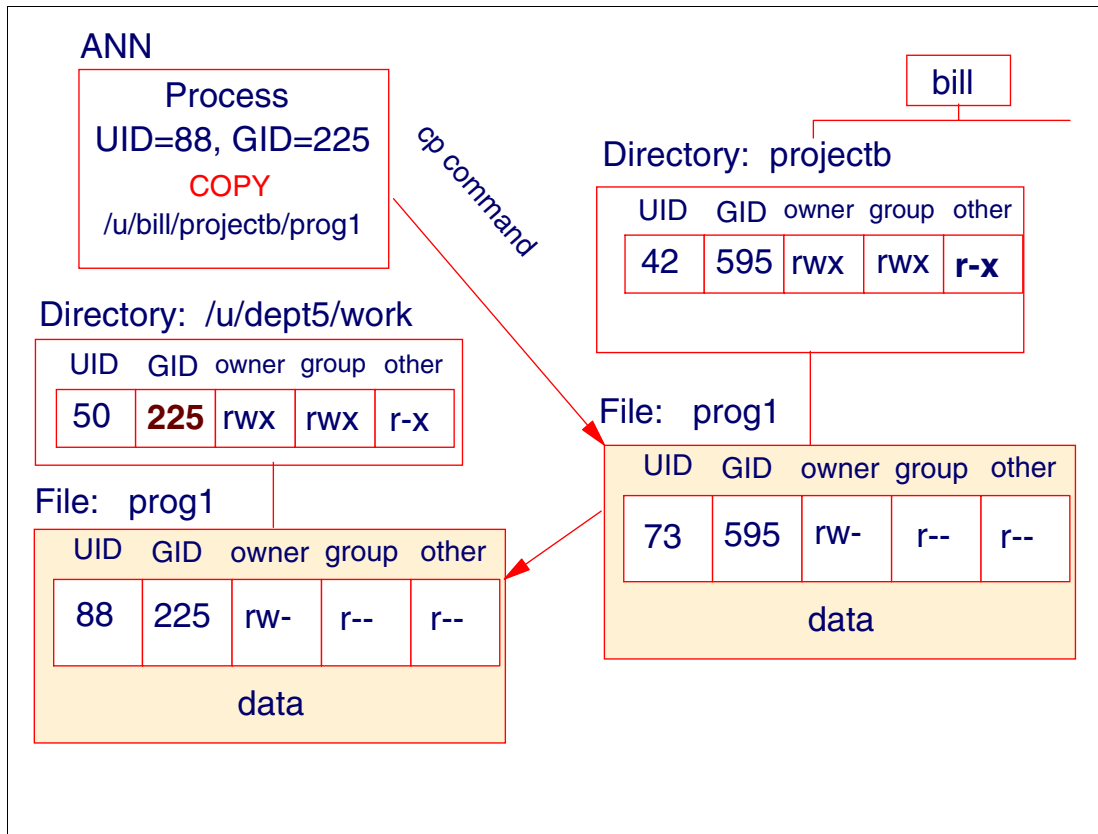 ANN
Process
UID=88, GID=225
COPY
/u/bill/projectb/prog1
cp command
bill
Directory: projectb
UID GID owner group other
42 595 rwx rwx r-x
Directory: /u/dept5/work
UID GID owner group other
50 225 rwx rwx r-x
File: prog1
UID GID owner group other
73 595 rw- r-- r--
data
File: prog1
UID GID owner group other
88 225 rw- r-- r--
data